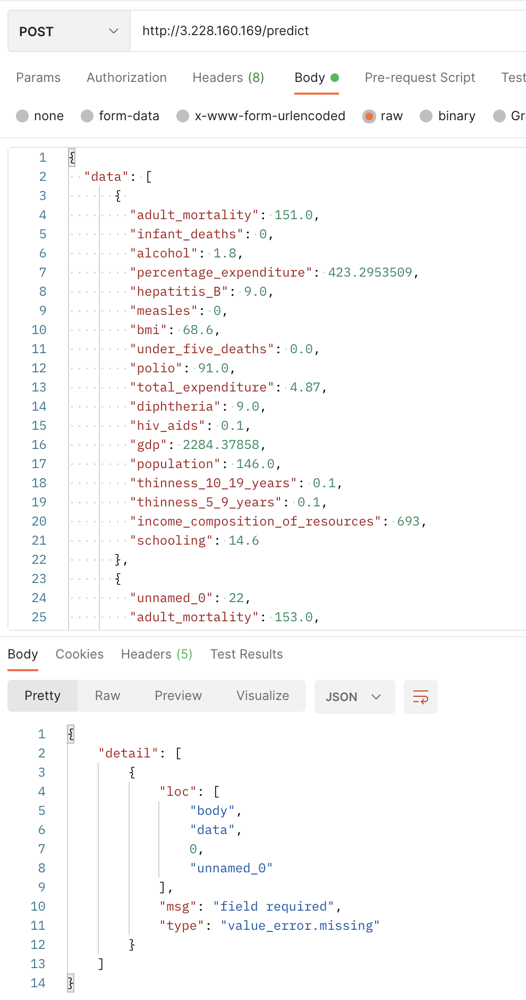 POST http://3.228.160.169/predict
Params Authorization Headers (8) Body Pre-request Script Test
none form-data x-www-form-urlencoded raw binary Gr
1 {
2 "data": [
3 {
4 "adult_mortality": 151.0,
5 "infant_deaths": 0,
6 "alcohol": 1.8,
7 "percentage_expenditure": 423.2953509,
8 "hepatitis_B": 9.0,
9 "measles": 0,
10 "bmi": 68.6,
11 "under_five_deaths": 0.0,
12 "polio": 91.0,
13 "total_expenditure": 4.87,
14 "diphtheria": 9.0,
15 "hiv_aids": 0.1,
16 "gdp": 2284.37858,
17 "population": 146.0,
18 "thinness_10_19_years": 0.1,
19 "thinness_5_9_years": 0.1,
20 "income_composition_of_resources": 693,
21 "schooling": 14.6
22 },
23 {
24 "unnamed_0": 22,
25 "adult_mortality": 153.0,
Body Cookies Headers (5) Test Results
Pretty Raw Preview Visualize JSON
1 {
2 "detail": [
3 {
4 "loc": [
5 "body",
6 "data",
7 0,
8 "unnamed_0"
9 ],
10 "msg": "field required",
11 "type": "value_error.missing"
12 }
13 ]
14 }